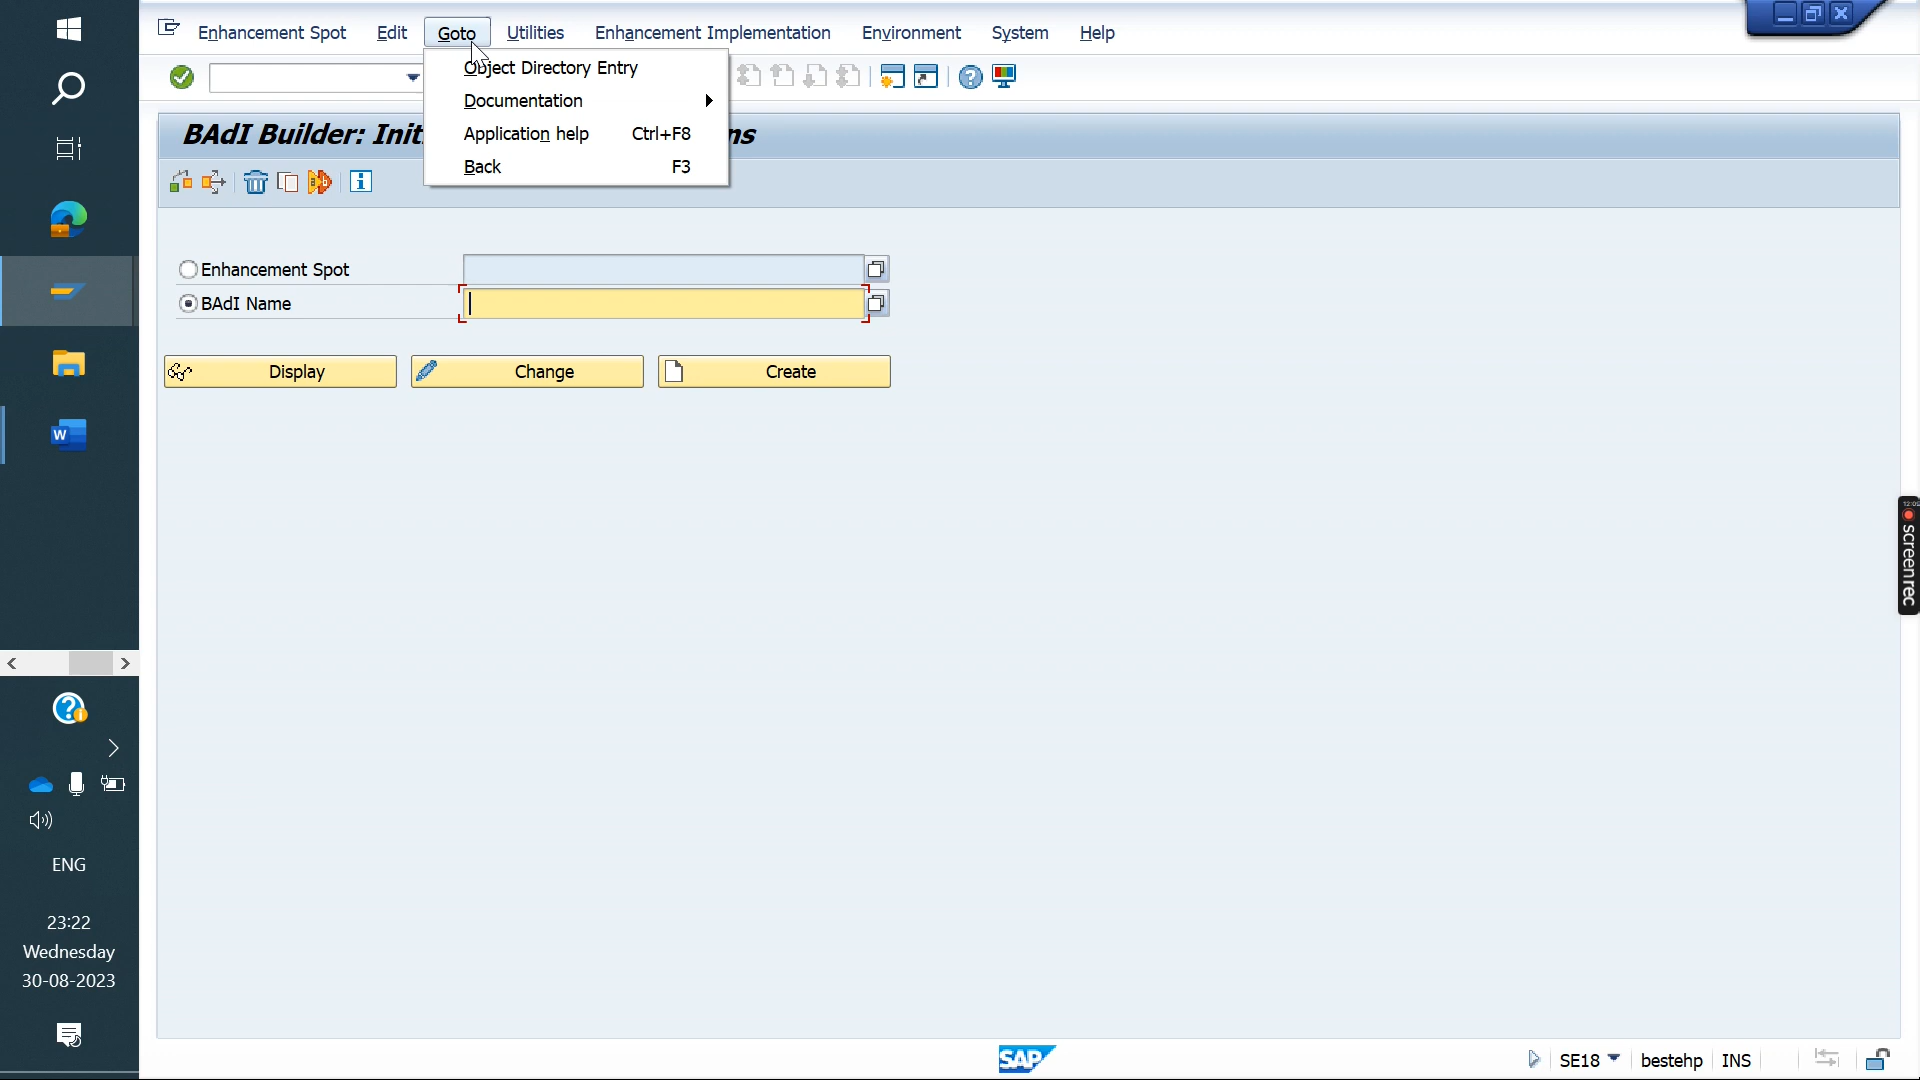 Enhancement Spot Edit Goto Utilities Enhancement Implementation Environment System Help
Object Directory Entry
Documentation
BAdI Builder: Init ns
Application help Ctrl+F8
Back F3
Enhancement Spot
BAdI Name
Display Change Create
W
screenrec
ENG
23:22
Wednesday
30-08-2023
SAP
SE18 bestehp INS